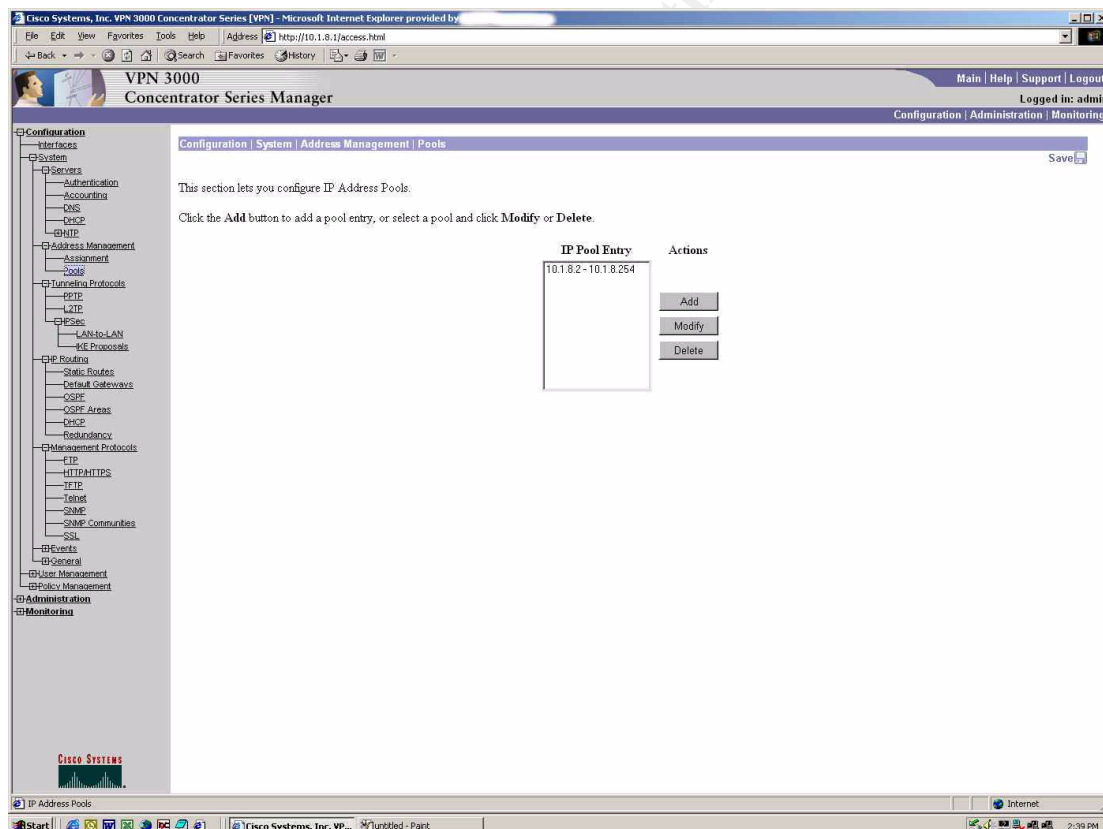 Cisco Systems, Inc. VPN 3000 Concentrator Series [VPN] - Microsoft Internet Explorer provided by
File Edit View Favorites Tools Help Address http://10.1.8.1/access.html
Back Search Favorites History
VPN 3000
Concentrator Series Manager
Main | Help | Support | Logout
Logged in: admi
Configuration | Administration | Monitoring
Configuration
Interfaces
System
Servers
Authentication
Accounting
DNS
DHCP
NTP
Address Management
Assignment
Pools
Tunneling Protocols
PPTP
L2TP
IPSec
LAN-to-LAN
IKE Proposals
IP Routing
Static Routes
Default Gateways
OSPF
OSPF Areas
DHCP
Redundancy
Management Protocols
FTP
HTTP/HTTPS
TFTP
Telnet
SNMP
SNMP Communities
SSL
Events
General
User Management
Policy Management
Administration
Monitoring
Cisco Systems
Configuration | System | Address Management | Pools
Save
This section lets you configure IP Address Pools.
Click the Add button to add a pool entry, or select a pool and click Modify or Delete.
IP Pool Entry Actions
10.1.8.2 - 10.1.8.254
Add
Modify
Delete
IP Address Pools Internet
Start Cisco Systems, Inc. VP... untitled - Paint 2:39 PM